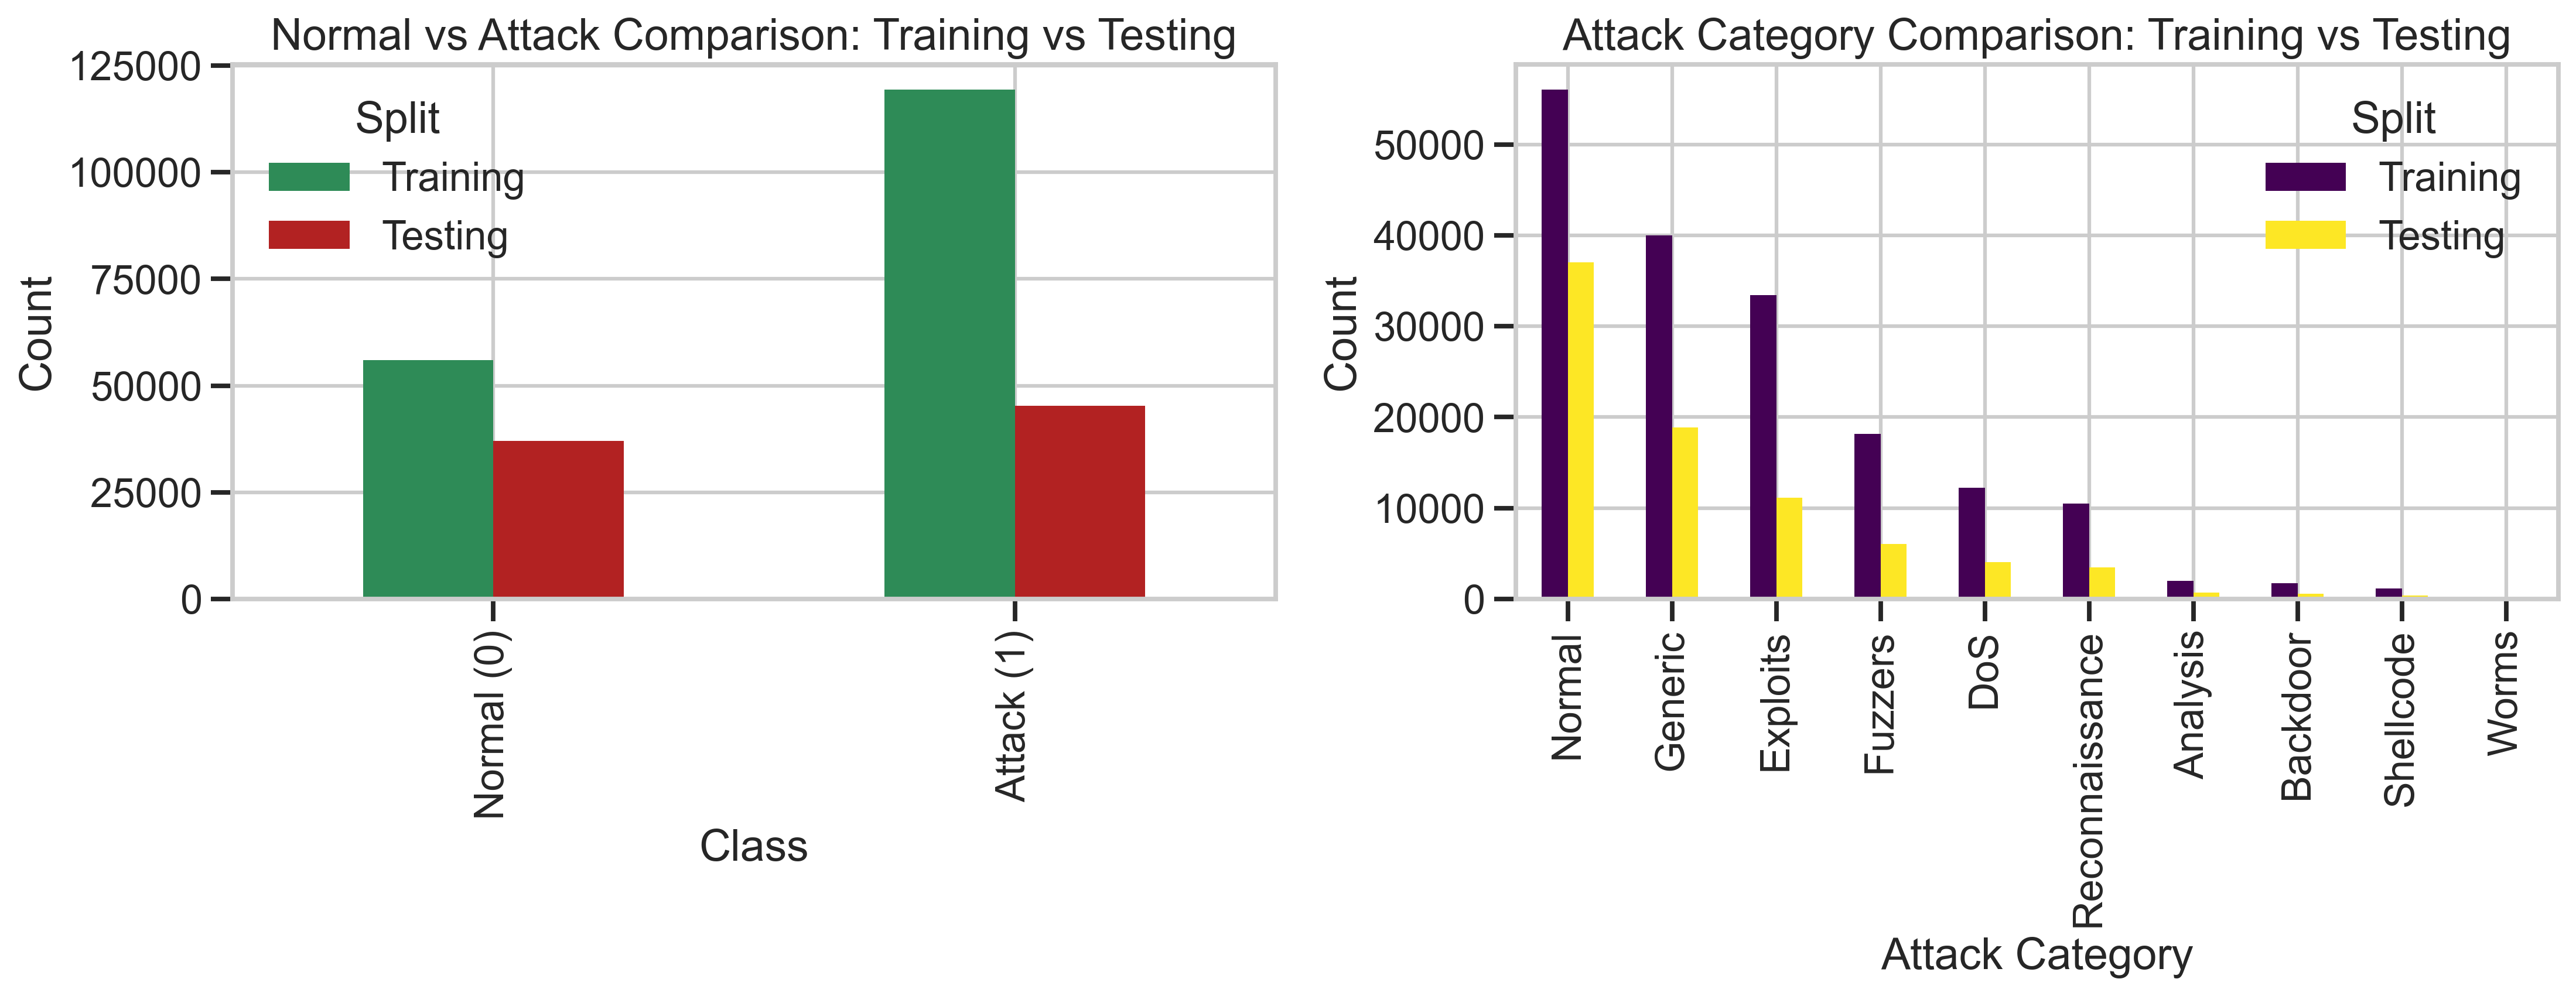 Normal vs Attack Comparison: Training vs Testing
125000
100000
75000
50000
25000
0
Count
Split
Training
Testing
Normal (0)
Attack (1)
Class
Attack Category Comparison: Training vs Testing
50000
40000
30000
20000
10000
0
Count
Split
Training
Testing
Normal
Generic
Exploits
Fuzzers
DoS
Reconnaissance
Analysis
Backdoor
Shellcode
Worms
Attack Category